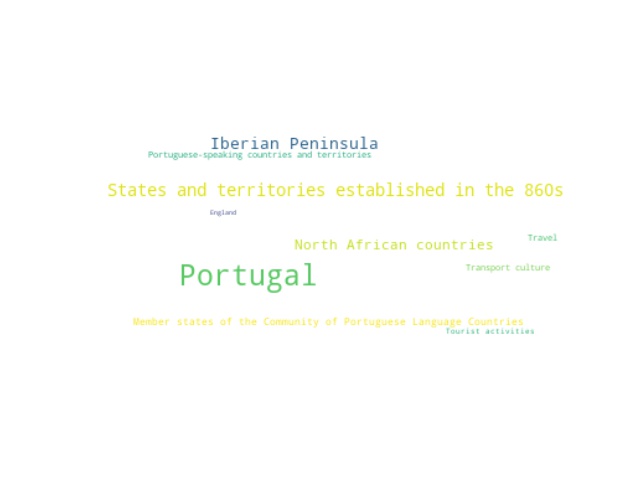 Iberian Peninsula
Portuguese-speaking countries and territories
States and territories established in the 860s
England
Travel
North African countries
Transport culture
Portugal
Member states of the Community of Portuguese Language Countries
Tourist activities